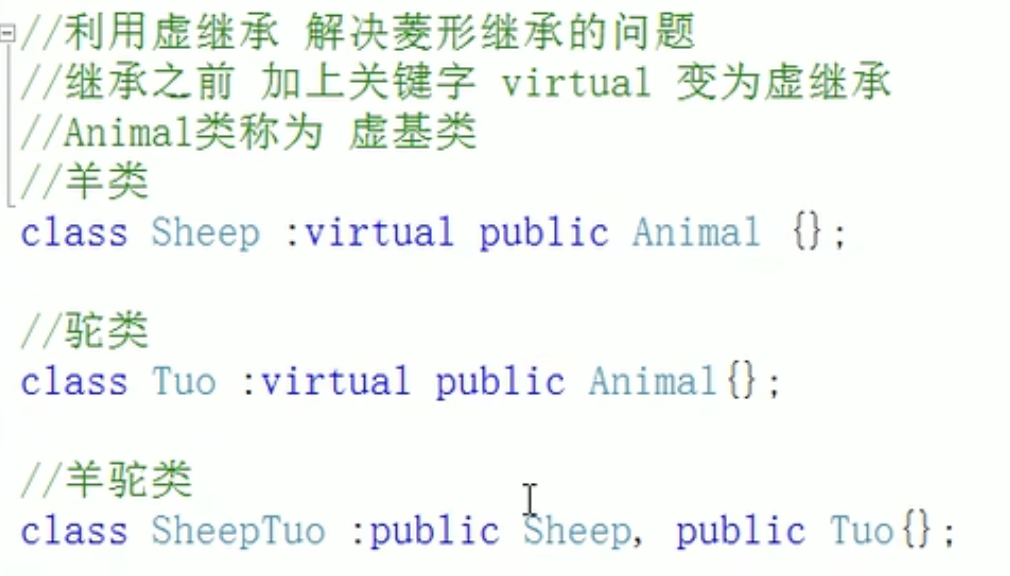 //利用虚继承 解决菱形继承的问题
//继承之前 加上关键字 virtual 变为虚继承
//Animal类称为 虚基类
//羊类
class Sheep :virtual public Animal {};
//驼类
class Tuo :virtual public Animal{};
//羊驼类
class SheepTuo :public Sheep, public Tuo{};